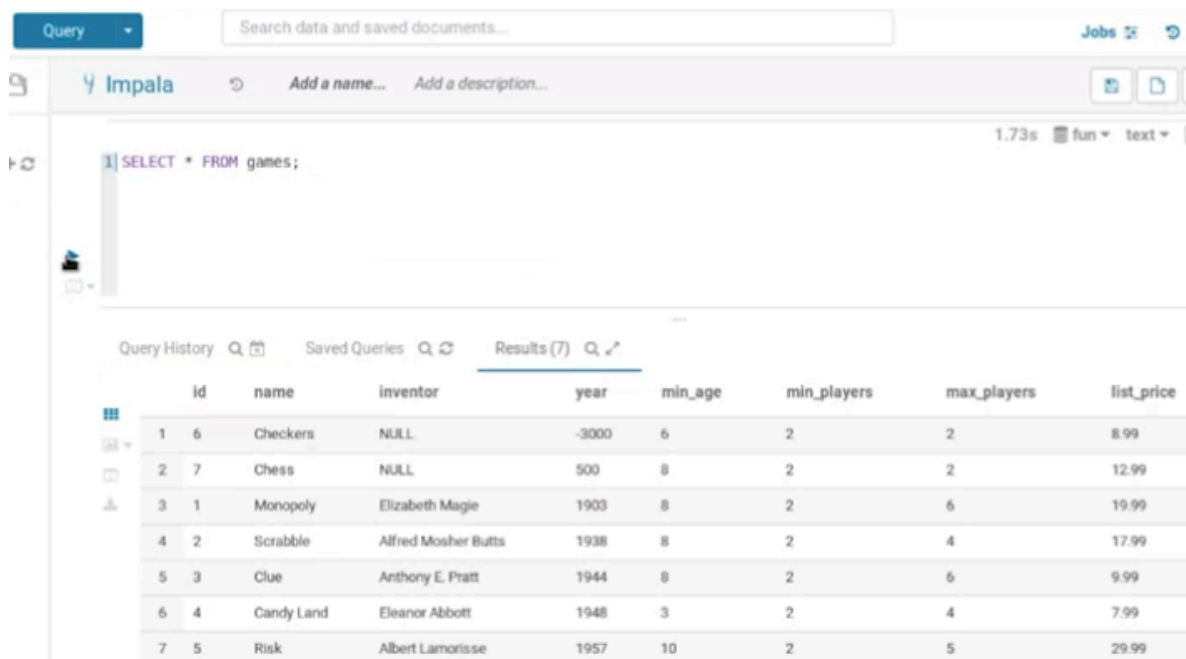 Query
Search data and saved documents...
Jobs
Impala Add a name... Add a description...
1.73s fun text
1 SELECT * FROM games;
Query History Saved Queries Results (7)
id name inventor year min_age min_players max_players list_price
1 6 Checkers NULL -3000 6 2 2 8.99
2 7 Chess NULL 500 8 2 2 12.99
3 1 Monopoly Elizabeth Magie 1903 8 2 6 19.99
4 2 Scrabble Alfred Mosher Butts 1938 8 2 4 17.99
5 3 Clue Anthony E. Pratt 1944 8 2 6 9.99
6 4 Candy Land Eleanor Abbott 1948 3 2 4 7.99
7 5 Risk Albert Lamorisse 1957 10 2 5 29.99